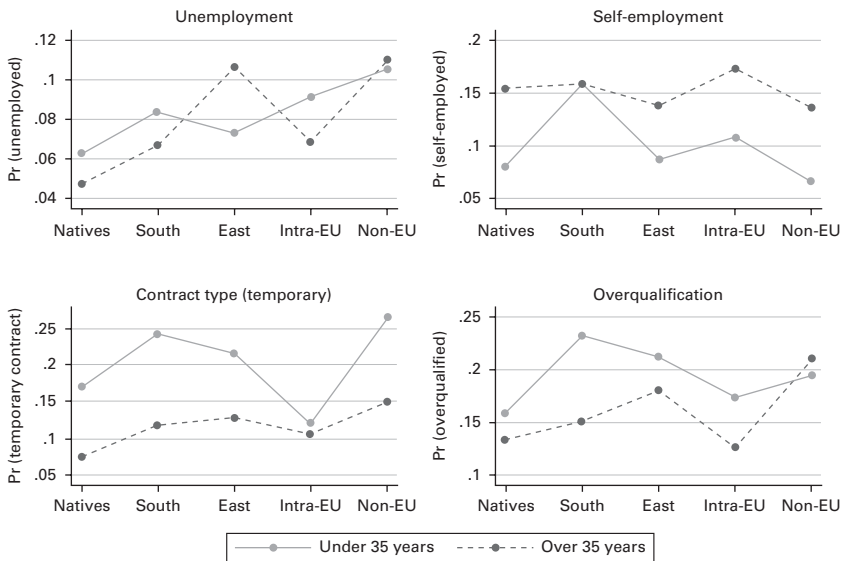 Unemployment
Pr (unemployed)
.12
.1
.08
.06
.04
Natives South East Intra-EU Non-EU
Self-employment
Pr (self-employed)
.2
.15
.1
.05
Natives South East Intra-EU Non-EU
Contract type (temporary)
Pr (temporary contract)
.25
.2
.15
.1
.05
Natives South East Intra-EU Non-EU
Overqualification
Pr (overqualified)
.25
.2
.15
.1
Natives South East Intra-EU Non-EU
Under 35 years Over 35 years